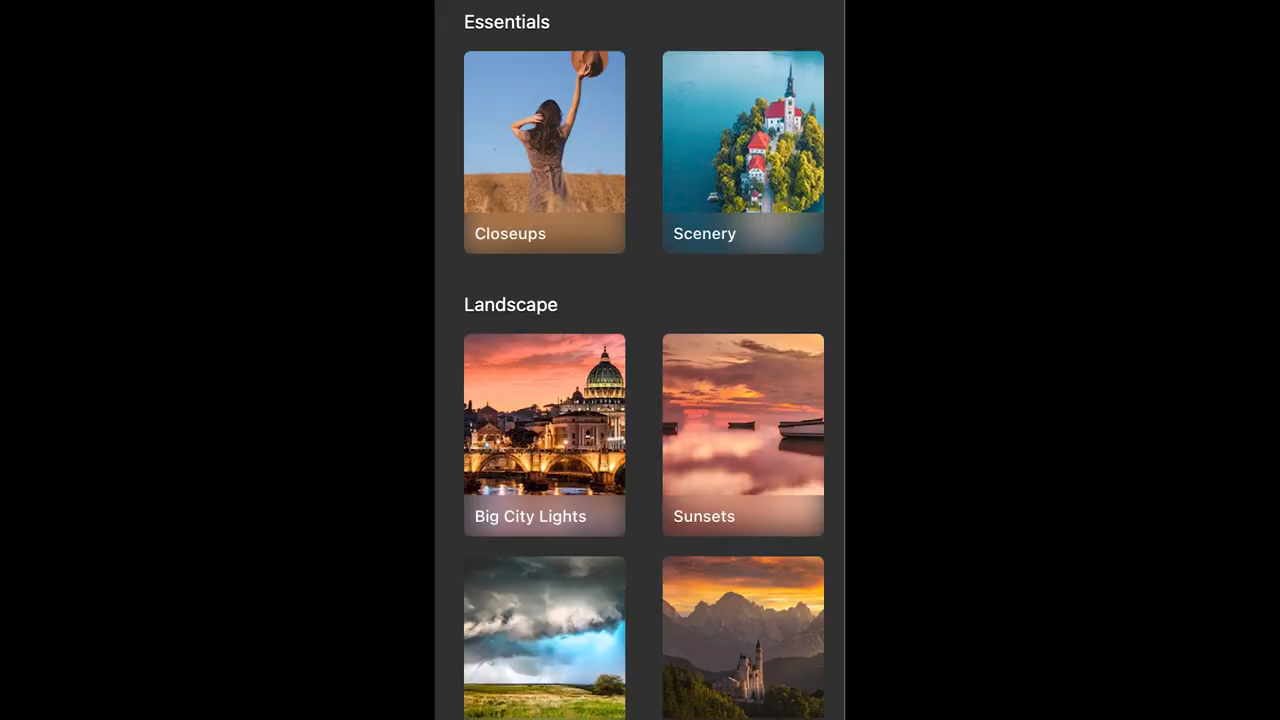 Essentials
Closeups
Scenery
Landscape
Big City Lights
Sunsets